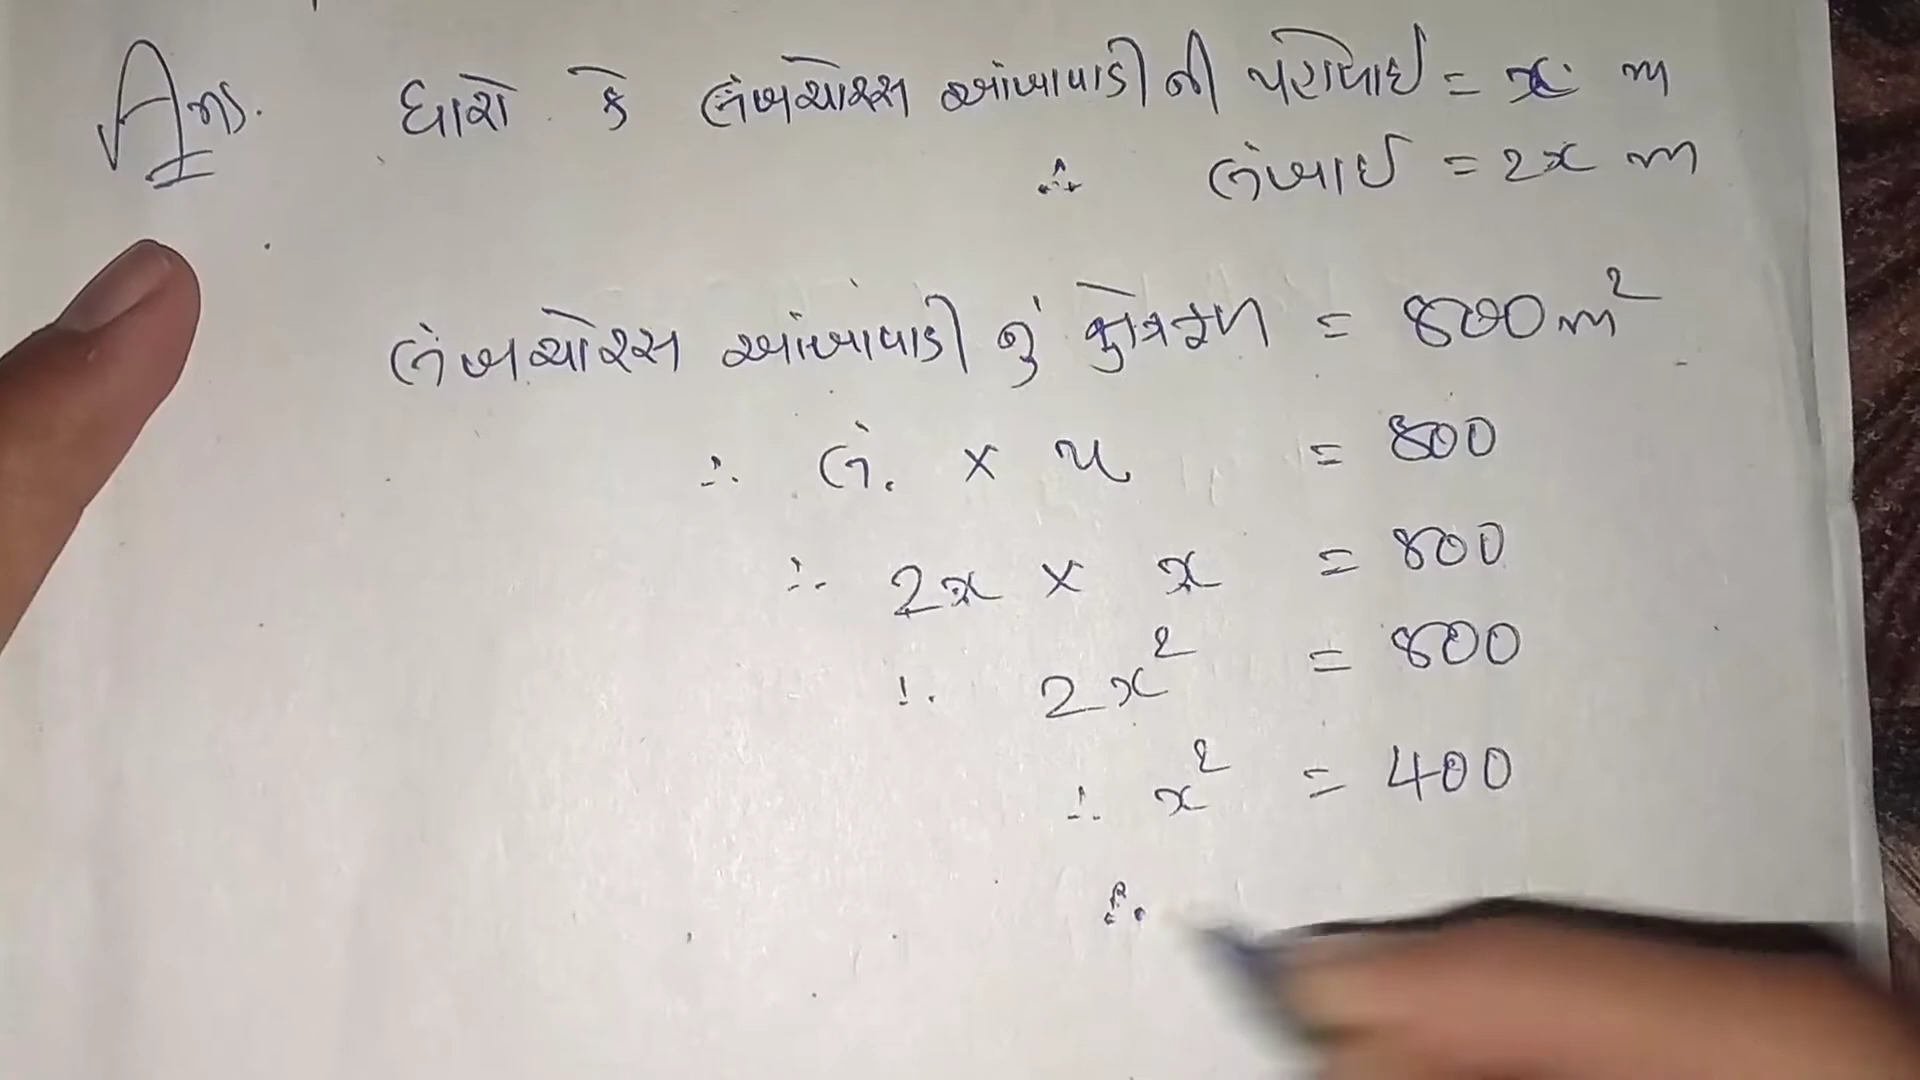 Ans. ધારો કે લંબચોરસ આંબાવાડી ની પહોળાઈ = x m
∴ લંબાઈ = 2x m
લંબચોરસ આંબાવાડી નું ક્ષેત્રફળ = 800 m²
∴ લં. × પ = 800
∴ 2x × x = 800
∴ 2x² = 800
∴ x² = 400
∴